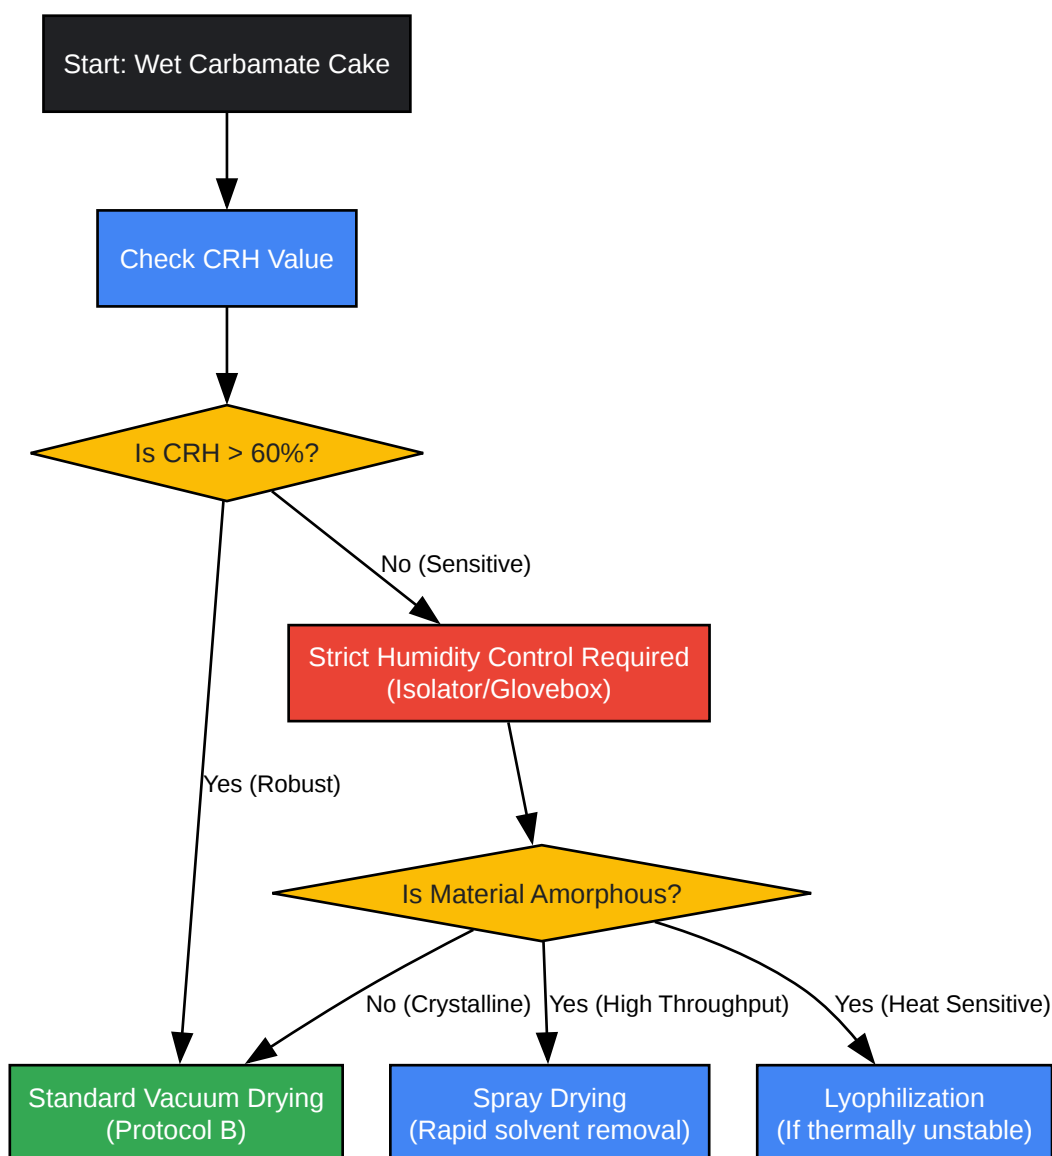 Start: Wet Carbamate Cake
Check CRH Value
Is CRH > 60%?
No (Sensitive)
Strict Humidity Control Required
(Isolator/Glovebox)
Yes (Robust)
Is Material Amorphous?
No (Crystalline)
Yes (High Throughput)
Yes (Heat Sensitive)
Standard Vacuum Drying
(Protocol B)
Spray Drying
(Rapid solvent removal)
Lyophilization
(If thermally unstable)